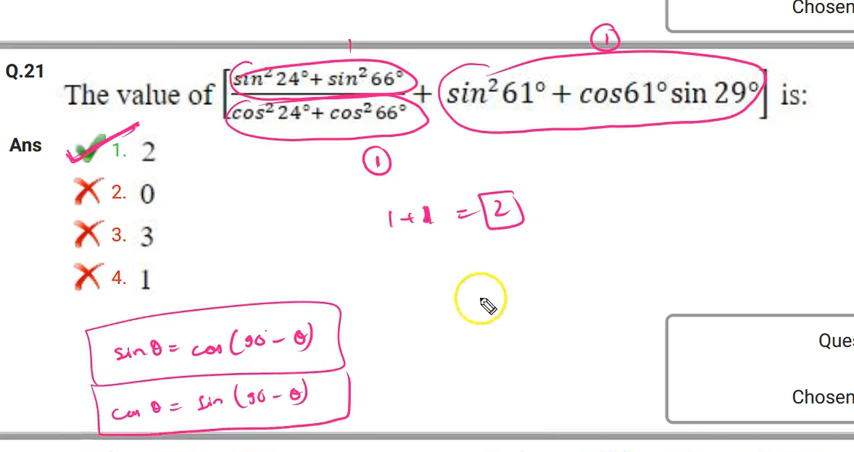 Chosen
①
1
Q.21
The value of [sin²24°+ sin²66° / cos²24°+ cos²66° + sin²61° + cos61° sin 29°] is:
Ans
1. 2
①
2. 0
1+1 = 2
3. 3
4. 1
sin θ = cos (90 - θ)
cos θ = sin (90 - θ)
Que
Chosen